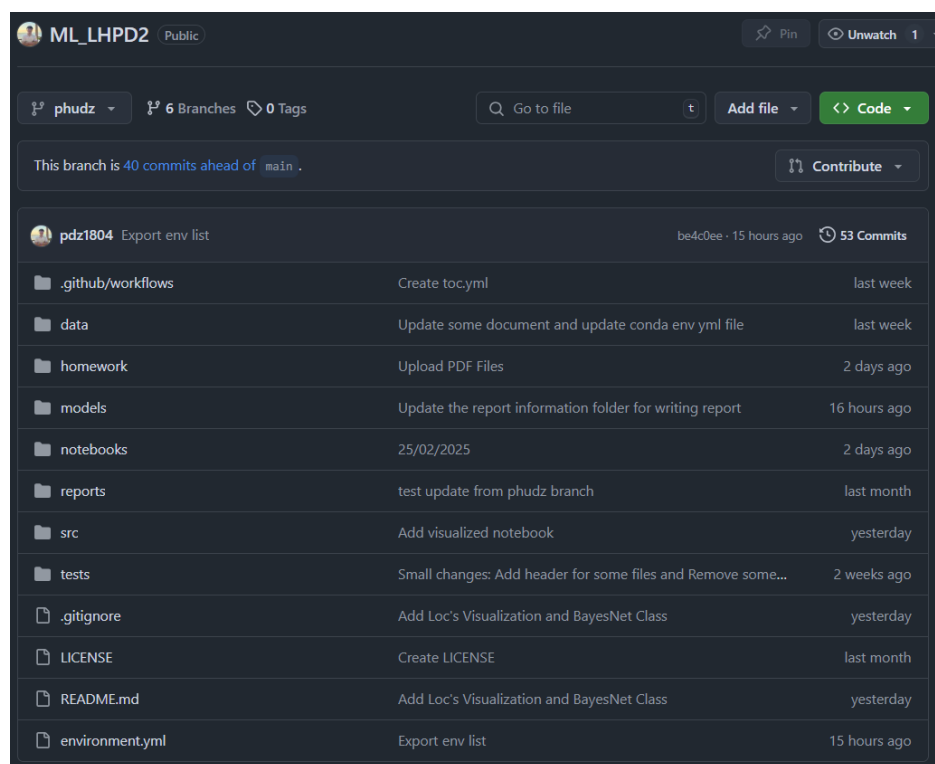 ML_LHPD2 Public Pin Unwatch 1
phudz 6 Branches 0 Tags Go to file t Add file Code
This branch is 40 commits ahead of main . Contribute
pdz1804 Export env list be4c0ee · 15 hours ago 53 Commits
.github/workflows Create toc.yml last week
data Update some document and update conda env yml file last week
homework Upload PDF Files 2 days ago
models Update the report information folder for writing report 16 hours ago
notebooks 25/02/2025 2 days ago
reports test update from phudz branch last month
src Add visualized notebook yesterday
tests Small changes: Add header for some files and Remove some... 2 weeks ago
.gitignore Add Loc's Visualization and BayesNet Class yesterday
LICENSE Create LICENSE last month
README.md Add Loc's Visualization and BayesNet Class yesterday
environment.yml Export env list 15 hours ago